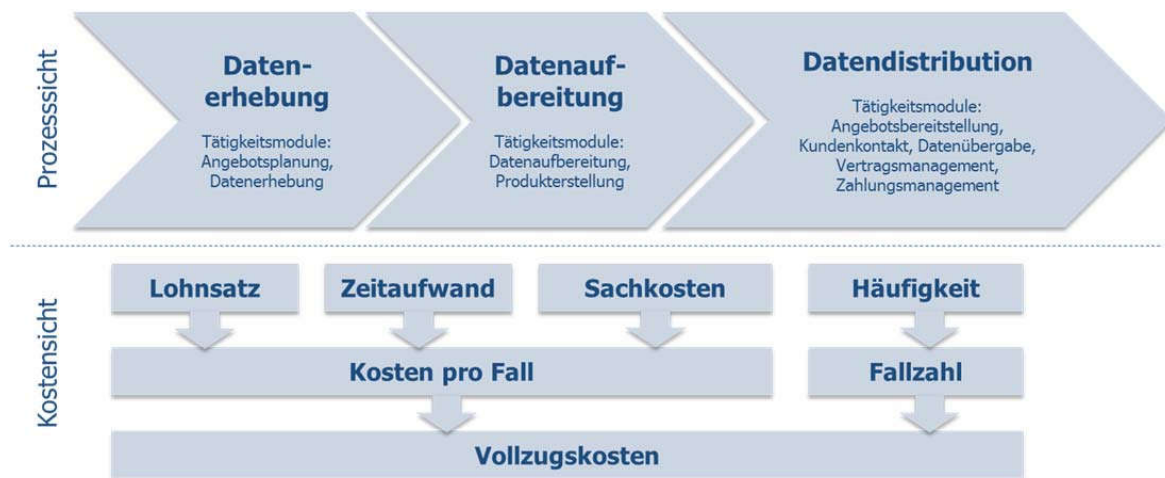 Prozesssicht
Daten-
erhebung
Tätigkeitsmodule:
Angebotsplanung,
Datenerhebung
Datenauf-
bereitung
Tätigkeitsmodule:
Datenaufbereitung,
Produkterstellung
Datendistribution
Tätigkeitsmodule:
Angebotsbereitstellung,
Kundenkontakt, Datenübergabe,
Vertragsmanagement,
Zahlungsmanagement
Kostensicht
Lohnsatz
Zeitaufwand
Sachkosten
Häufigkeit
Kosten pro Fall
Fallzahl
Vollzugskosten